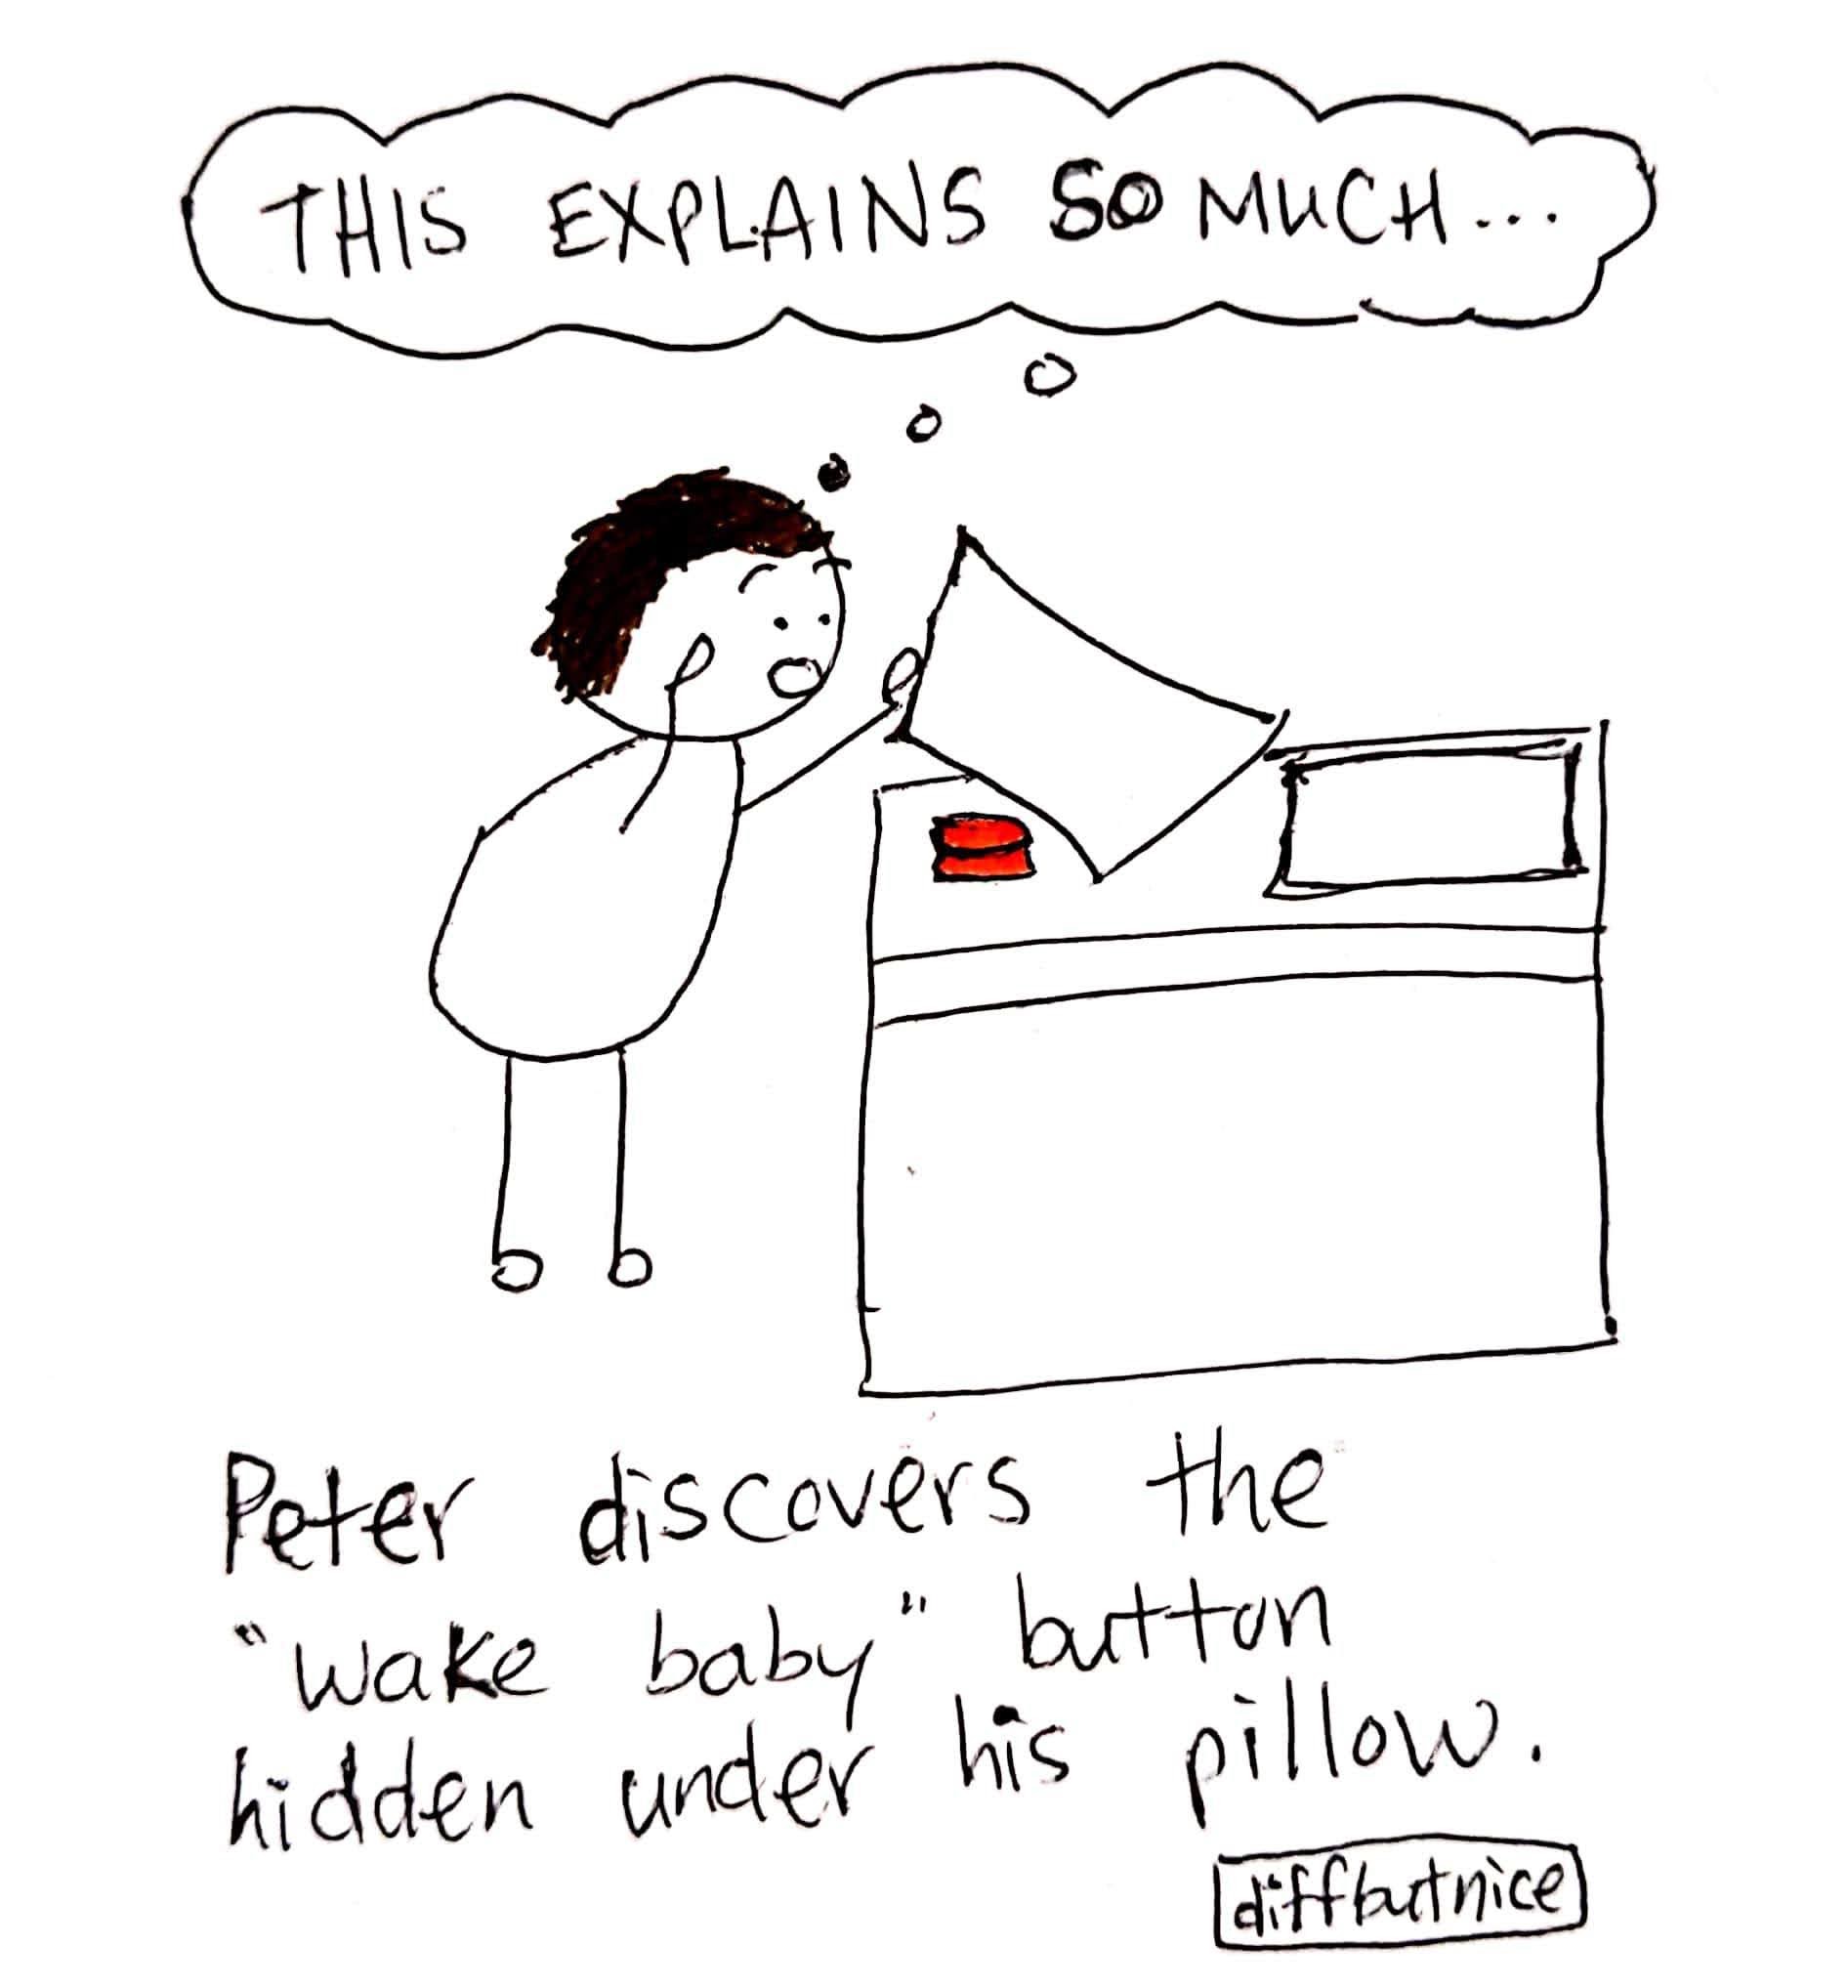 THIS EXPLAINS SO MUCH...
Peter discovers the
"wake baby" button
hidden under his pillow.
diffbutnice